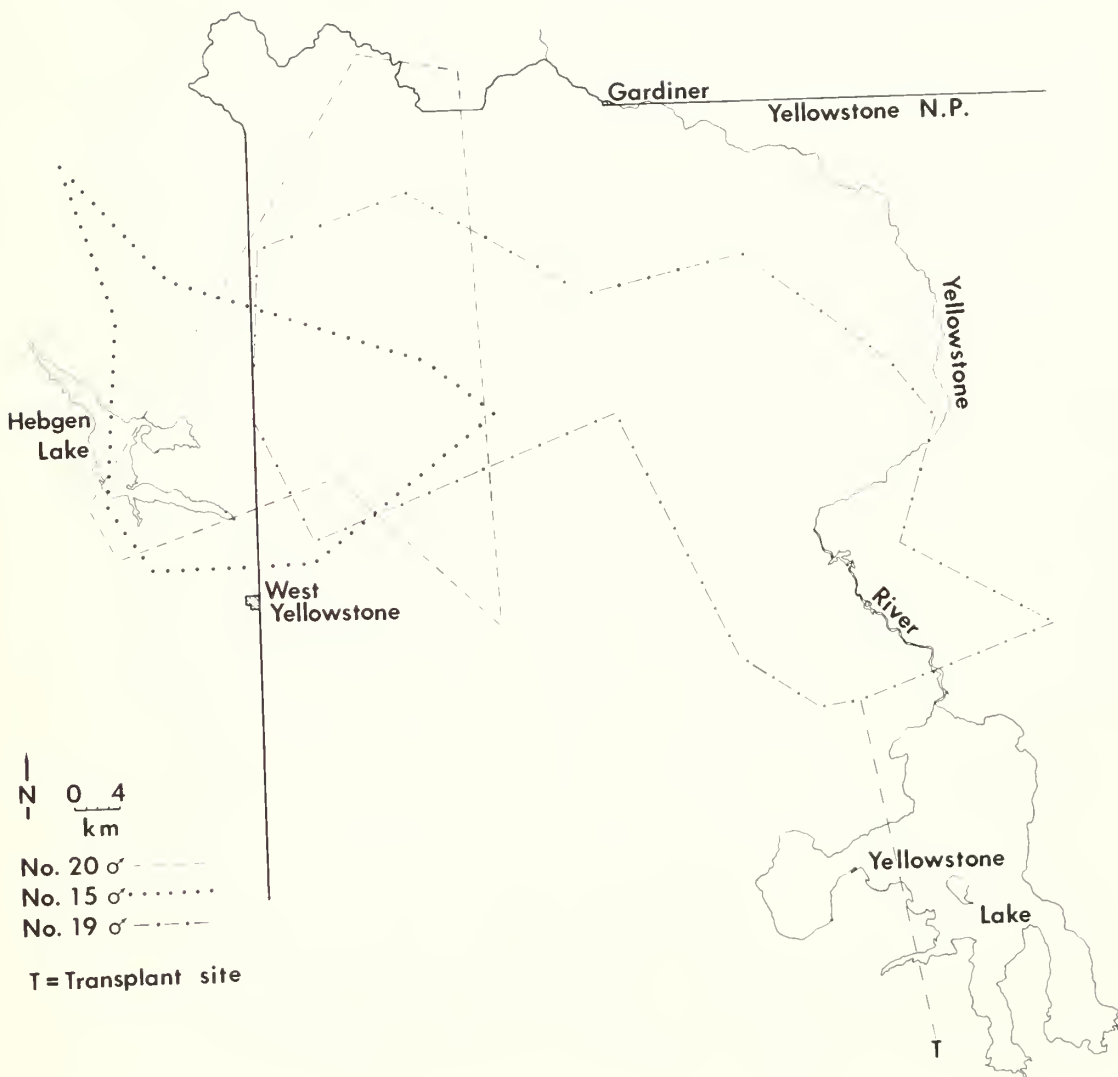 Gardiner
Yellowstone N.P.
Yellowstone
River
Hebgen
Lake
West
Yellowstone
N
0 4
km
No. 20 ♂
No. 15 ♂
No. 19 ♂
T = Transplant site
Yellowstone
Lake
T